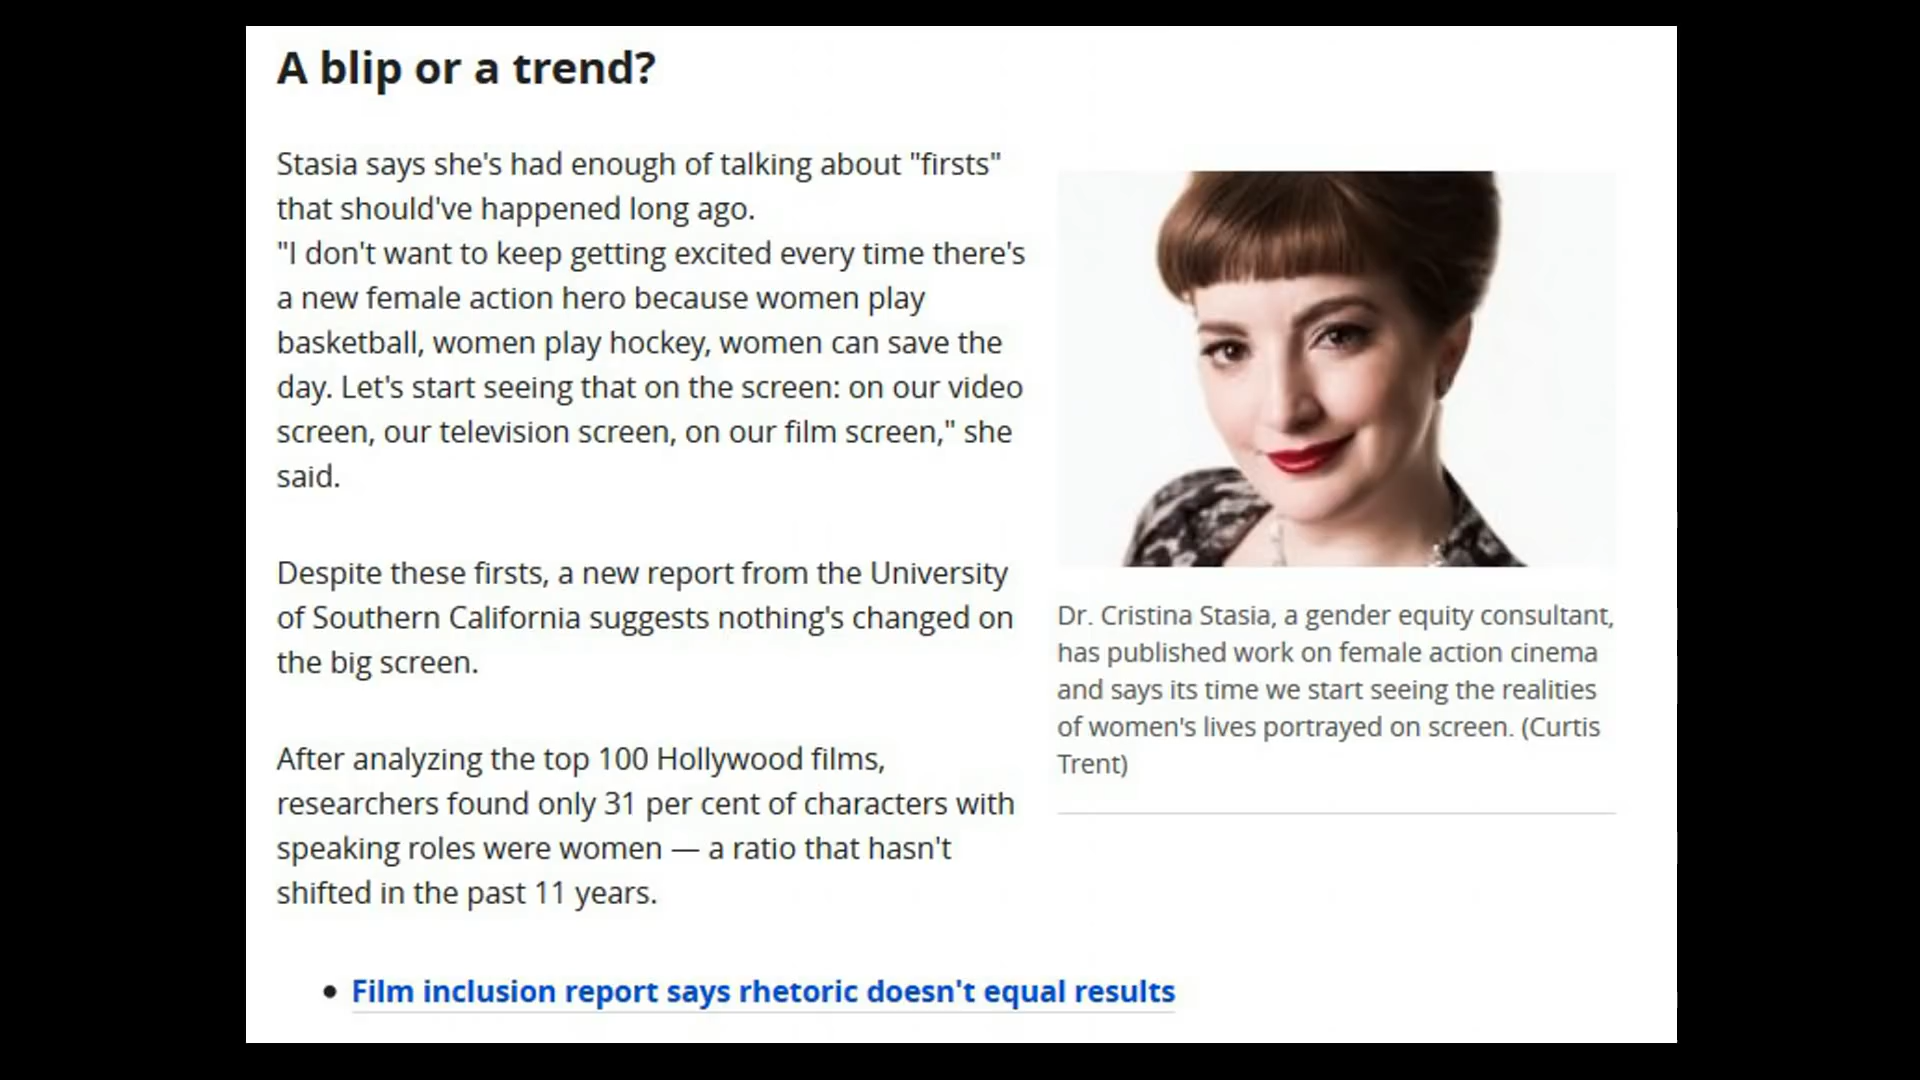 A blip or a trend?
Stasia says she's had enough of talking about "firsts"
that should've happened long ago.
"I don't want to keep getting excited every time there's
a new female action hero because women play
basketball, women play hockey, women can save the
day. Let's start seeing that on the screen: on our video
screen, our television screen, on our film screen," she
said.
Despite these firsts, a new report from the University
of Southern California suggests nothing's changed on
the big screen.
After analyzing the top 100 Hollywood films,
researchers found only 31 per cent of characters with
speaking roles were women — a ratio that hasn't
shifted in the past 11 years.
Dr. Cristina Stasia, a gender equity consultant,
has published work on female action cinema
and says its time we start seeing the realities
of women's lives portrayed on screen. (Curtis
Trent)
• Film inclusion report says rhetoric doesn't equal results